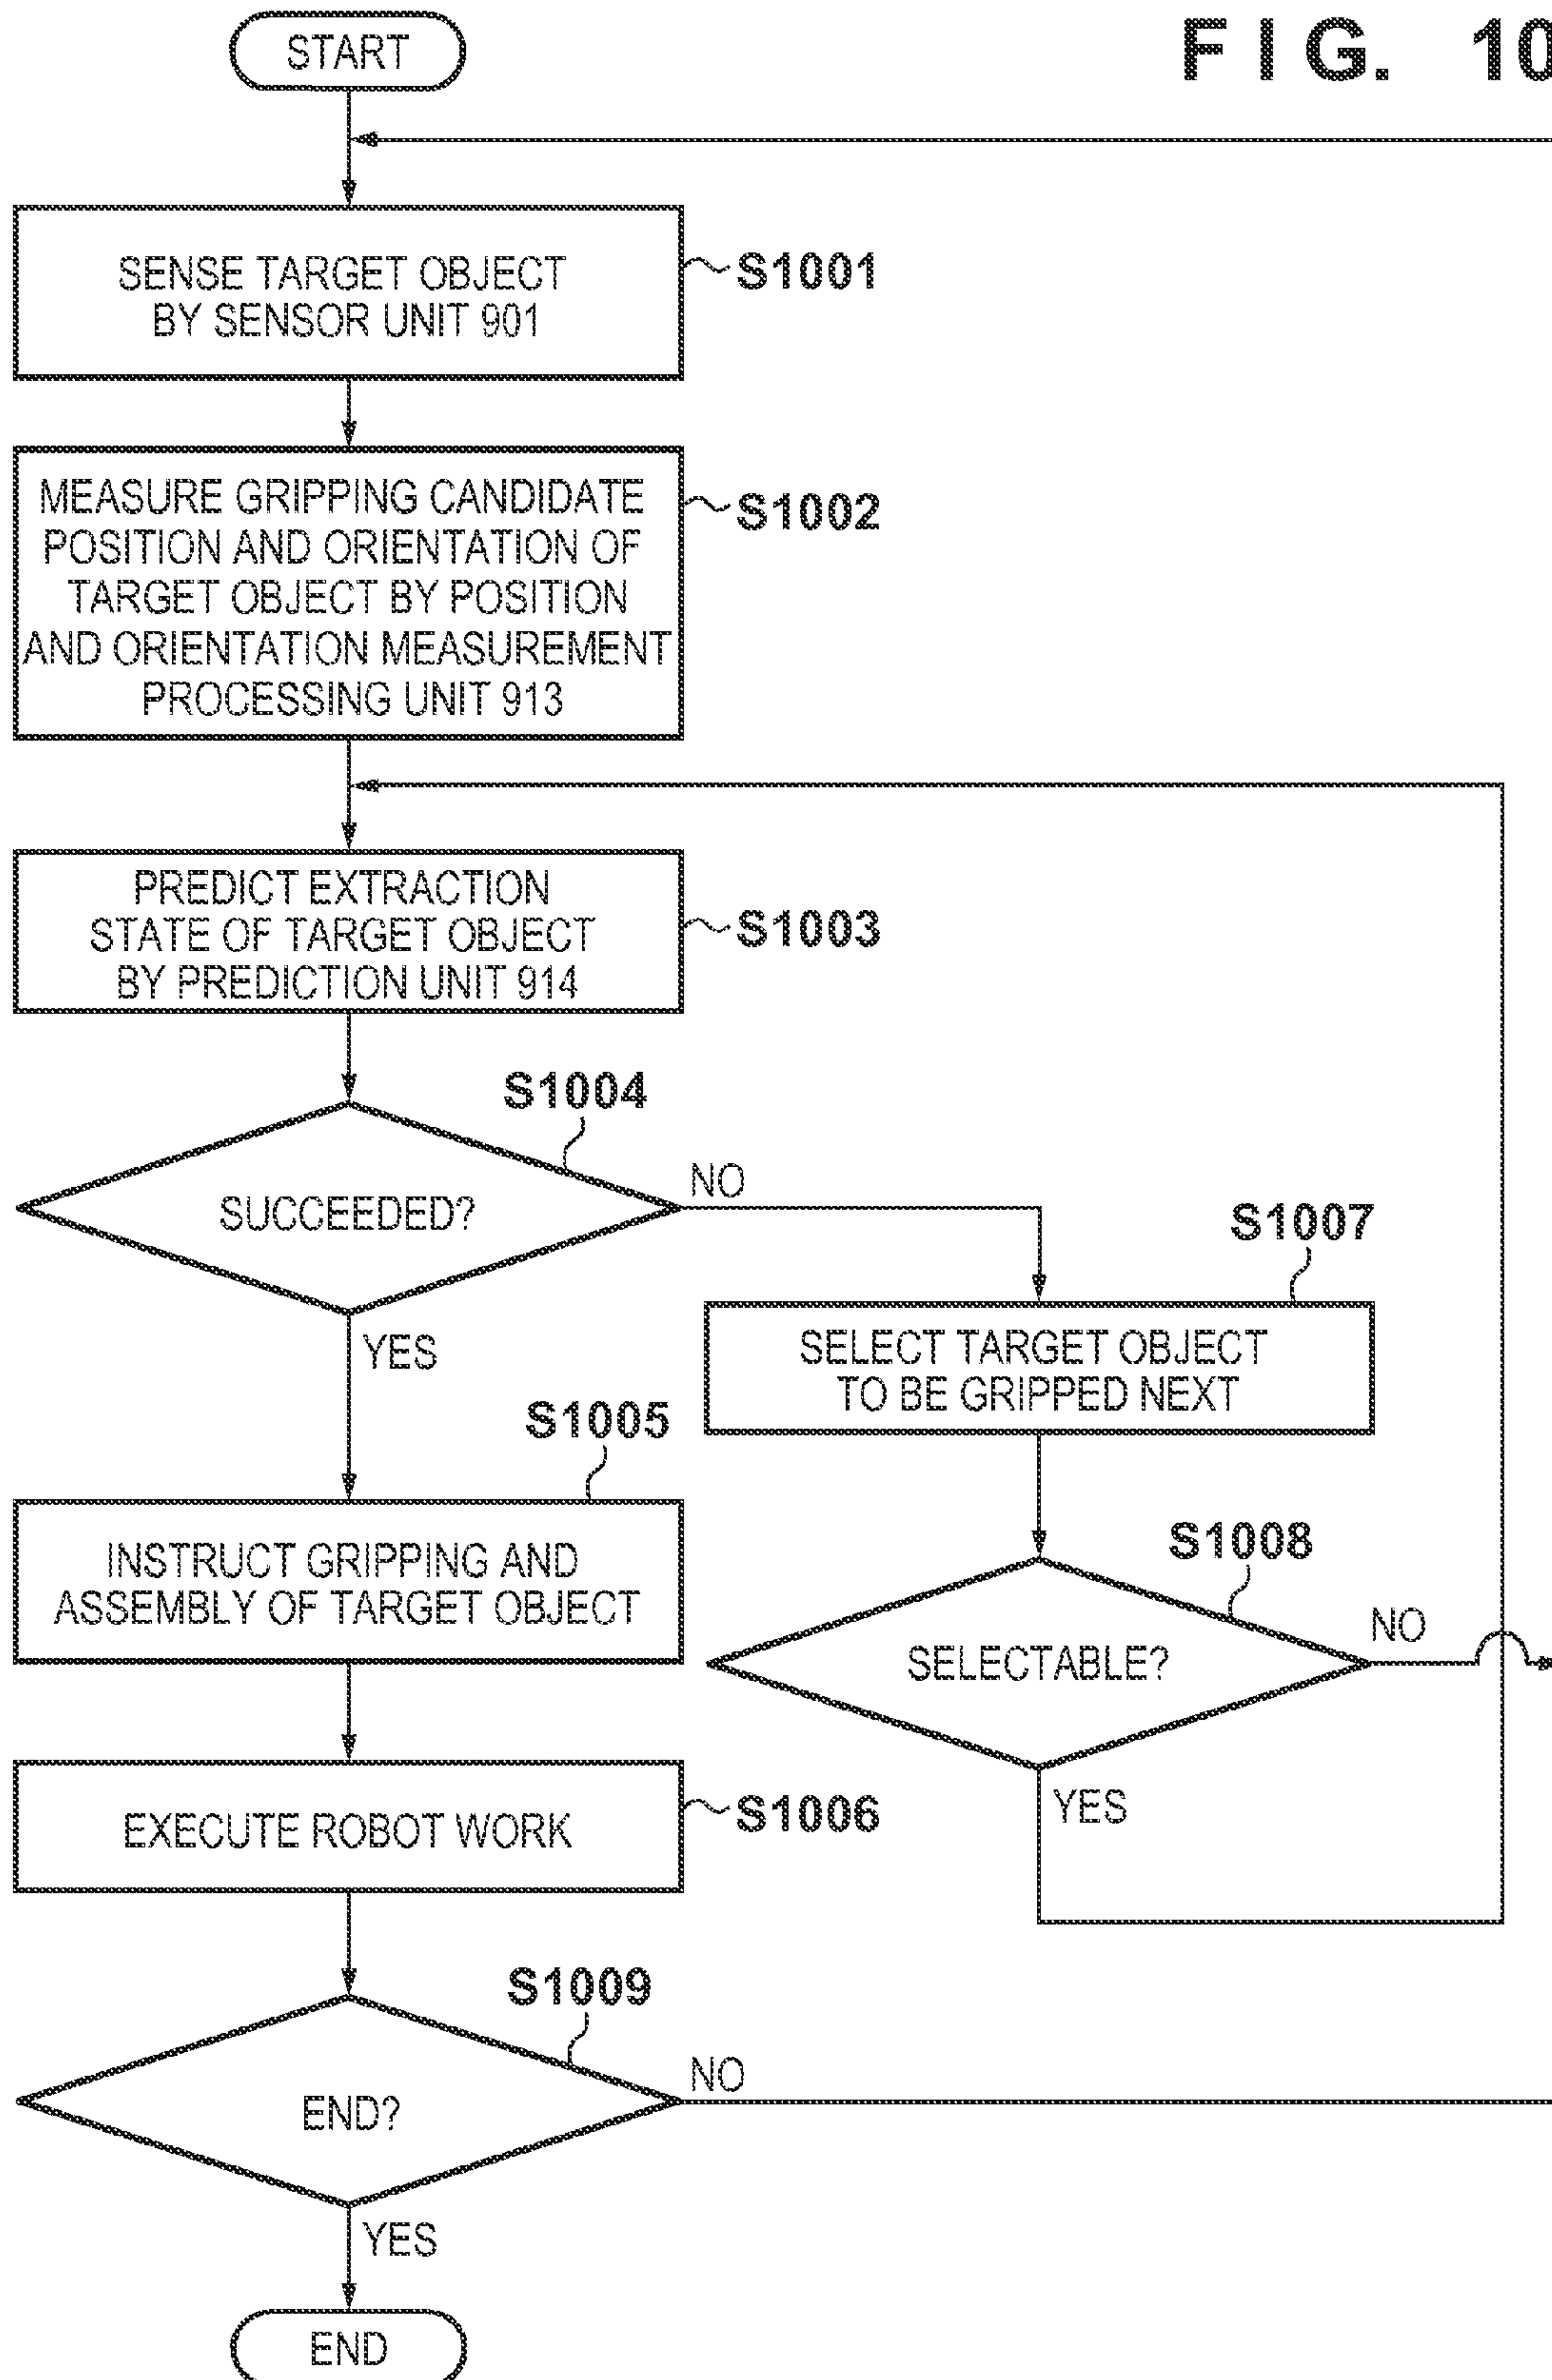 FIG. 10
START
SENSE TARGET OBJECT
BY SENSOR UNIT 901
S1001
MEASURE GRIPPING CANDIDATE
POSITION AND ORIENTATION OF
TARGET OBJECT BY POSITION
AND ORIENTATION MEASUREMENT
PROCESSING UNIT 913
S1002
PREDICT EXTRACTION
STATE OF TARGET OBJECT
BY PREDICTION UNIT 914
S1003
S1004
SUCCEEDED?
NO
YES
S1007
SELECT TARGET OBJECT
TO BE GRIPPED NEXT
S1005
INSTRUCT GRIPPING AND
ASSEMBLY OF TARGET OBJECT
S1008
SELECTABLE?
NO
YES
EXECUTE ROBOT WORK
S1006
S1009
END?
NO
YES
END